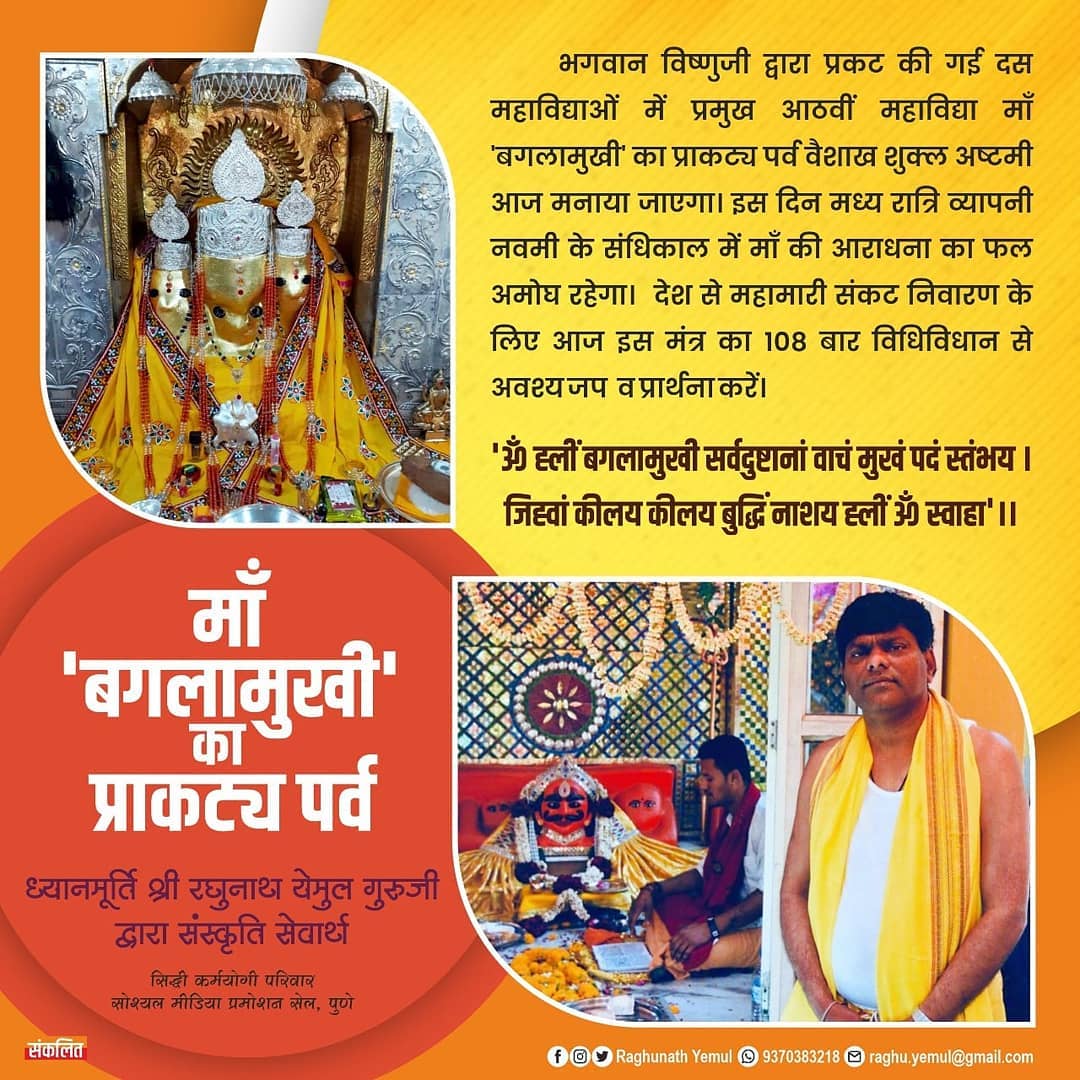 भगवान विष्णुजी द्वारा प्रकट की गई दस
महाविद्याओं में प्रमुख आठवीं महाविद्या माँ
'बगलामुखी' का प्राकट्य पर्व वैशाख शुक्ल अष्टमी
आज मनाया जाएगा। इस दिन मध्य रात्रि व्यापनी
नवमी के संधिकाल में माँ की आराधना का फल
अमोघ रहेगा। देश से महामारी संकट निवारण के
लिए आज इस मंत्र का 108 बार विधिविधान से
अवश्य जप व प्रार्थना करें।
'ॐ ह्लीं बगलामुखी सर्वदुष्टानां वाचं मुखं पदं स्तंभय ।
जिह्वां कीलय कीलय बुद्धिं नाशय ह्लीं ॐ स्वाहा'।।
माँ
'बगलामुखी'
का
प्राकट्य पर्व
ध्यानमूर्ति श्री रघुनाथ येमुल गुरुजी
द्वारा संस्कृति सेवार्थ
सिद्धी कर्मयोगी परिवार
सोश्यल मीडिया प्रमोशन सेल, पुणे
संकलित
Raghunath Yemul 9370383218 raghu.yemul@gmail.com